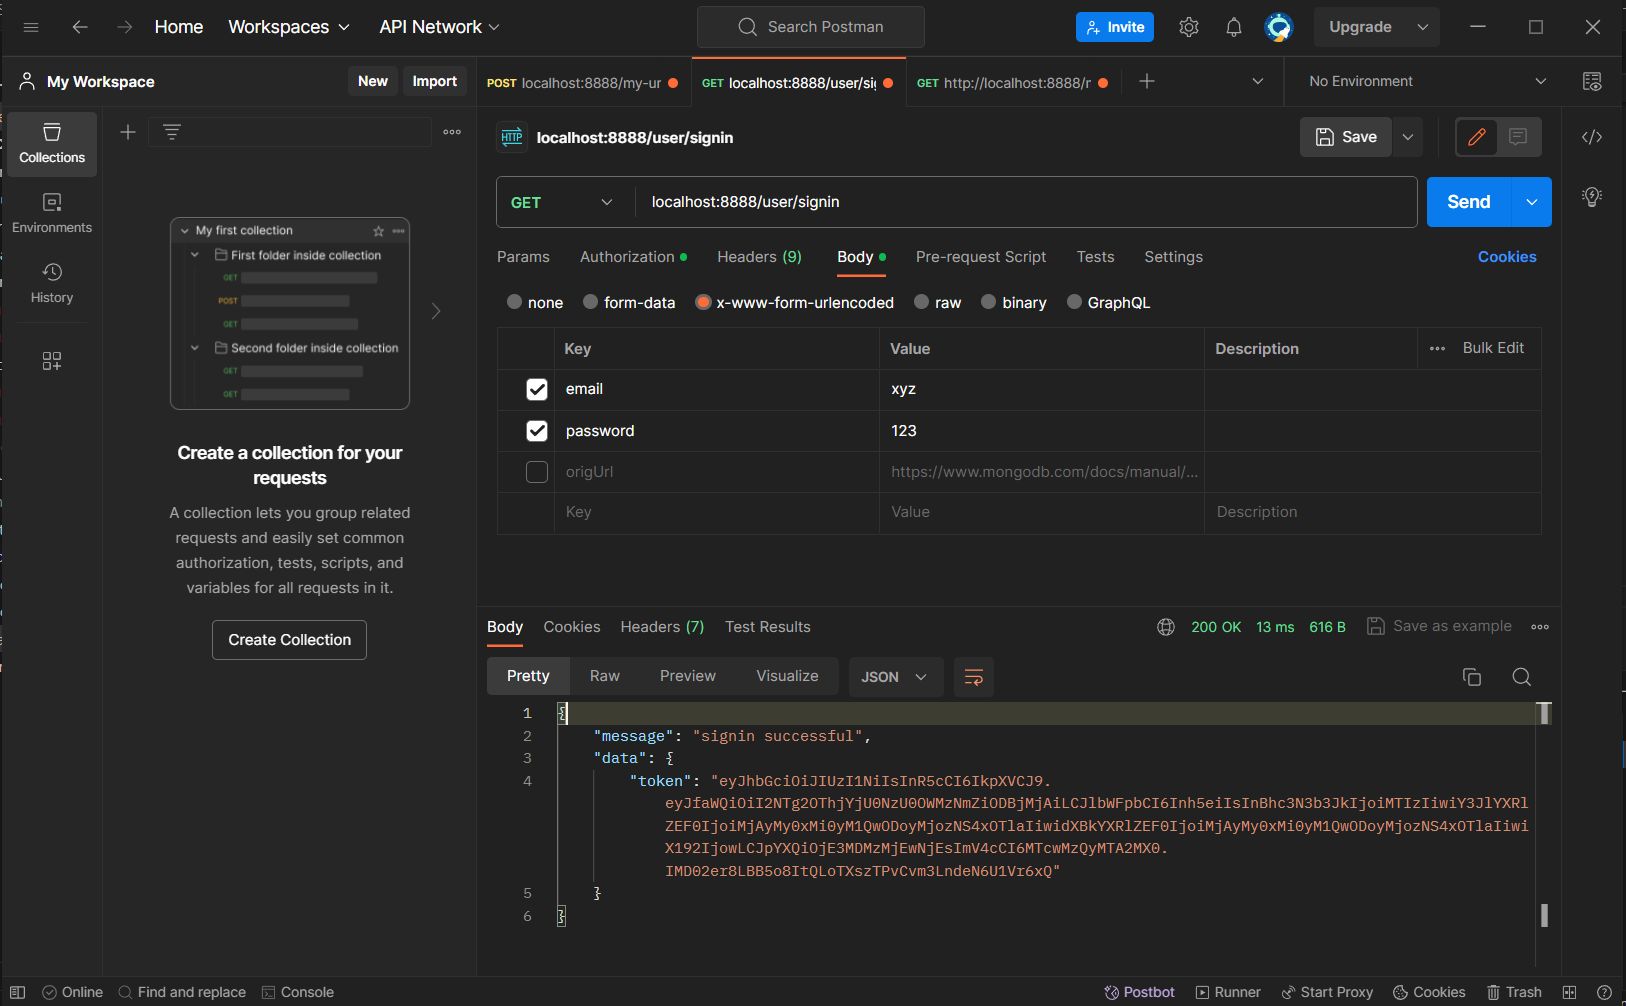 Home
Workspaces
API Network
Search Postman
Invite
Upgrade
My Workspace
New
Import
POST localhost:8888/my-ur
GET localhost:8888/user/sig
GET http://localhost:8888/r
No Environment
Collections
Environments
History
My first collection
First folder inside collection
GET
POST
GET
Second folder inside collection
GET
GET
Create a collection for your
requests
A collection lets you group related
requests and easily set common
authorization, tests, scripts, and
variables for all requests in it.
Create Collection
HTTP localhost:8888/user/signin
Save
GET localhost:8888/user/signin
Send
Params Authorization Headers (9) Body Pre-request Script Tests Settings Cookies
none form-data x-www-form-urlencoded raw binary GraphQL
Key Value Description Bulk Edit
email xyz
password 123
origUrl https://www.mongodb.com/docs/manual/...
Key Value Description
Body Cookies Headers (7) Test Results 200 OK 13 ms 616 B Save as example
Pretty Raw Preview Visualize JSON
1 {
2 "message": "signin successful",
3 "data": {
4 "token": "eyJhbGciOiJIUzI1NiIsInR5cCI6IkpXVCJ9.
eyJfaWQiOiI2NTg2OThjYjU0NzU0OWMzNmZiODBjMjAiLCJlbWFpbCI6Inh5eiIsInBhc3N3b3JkIjoiMTIzIiwiY3JlYXRl
ZEF0IjoiMjAyMy0xMi0yM1QwODoyMjozNS4xOTlaIiwidXBkYXRlZEF0IjoiMjAyMy0xMi0yM1QwODoyMjozNS4xOTlaIiwi
X192IjowLCJpYXQiOjE3MDMzMjEwNjEsImV4cCI6MTcwMzQyMTA2MX0.
IMD02er8LBB5o8ItQLoTXszTPvCvm3LndeN6U1Vr6xQ"
5 }
6 }
Online
Find and replace
Console
Postbot
Runner
Start Proxy
Cookies
Trash